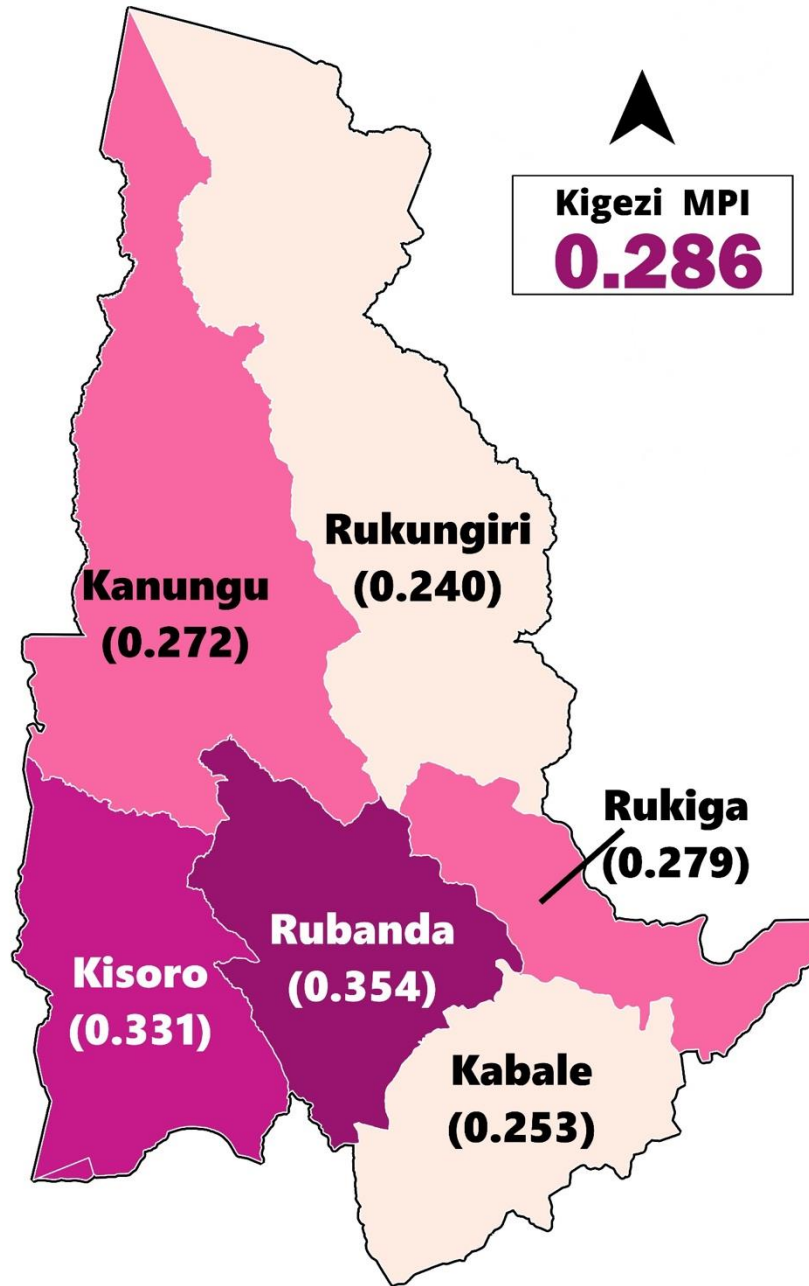 Kigezi MPI
0.286
Rukungiri
(0.240)
Kanungu
(0.272)
Rukiga
(0.279)
Rubanda
(0.354)
Kisoro
(0.331)
Kabale
(0.253)